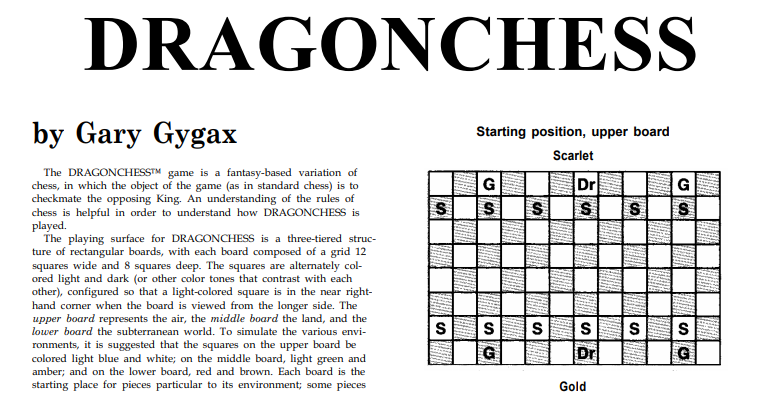 DRAGONCHESS
by Gary Gygax
The DRAGONCHESS™ game is a fantasy-based variation of
chess, in which the object of the game (as in standard chess) is to
checkmate the opposing King. An understanding of the rules of
chess is helpful in order to understand how DRAGONCHESS is
played.
The playing surface for DRAGONCHESS is a three-tiered struc-
ture of rectangular boards, with each board composed of a grid 12
squares wide and 8 squares deep. The squares are alternately col-
ored light and dark (or other color tones that contrast with each
other), configured so that a light-colored square is in the near right-
hand corner when the board is viewed from the longer side. The
upper board represents the air, the middle board the land, and the
lower board the subterranean world. To simulate the various envi-
ronments, it is suggested that the squares on the upper board be
colored light blue and white; on the middle board, light green and
amber; and on the lower board, red and brown. Each board is the
starting place for pieces particular to its environment; some pieces
Starting position, upper board
Scarlet
G Dr G
S S S S S S
S S S S S S
G Dr G
Gold